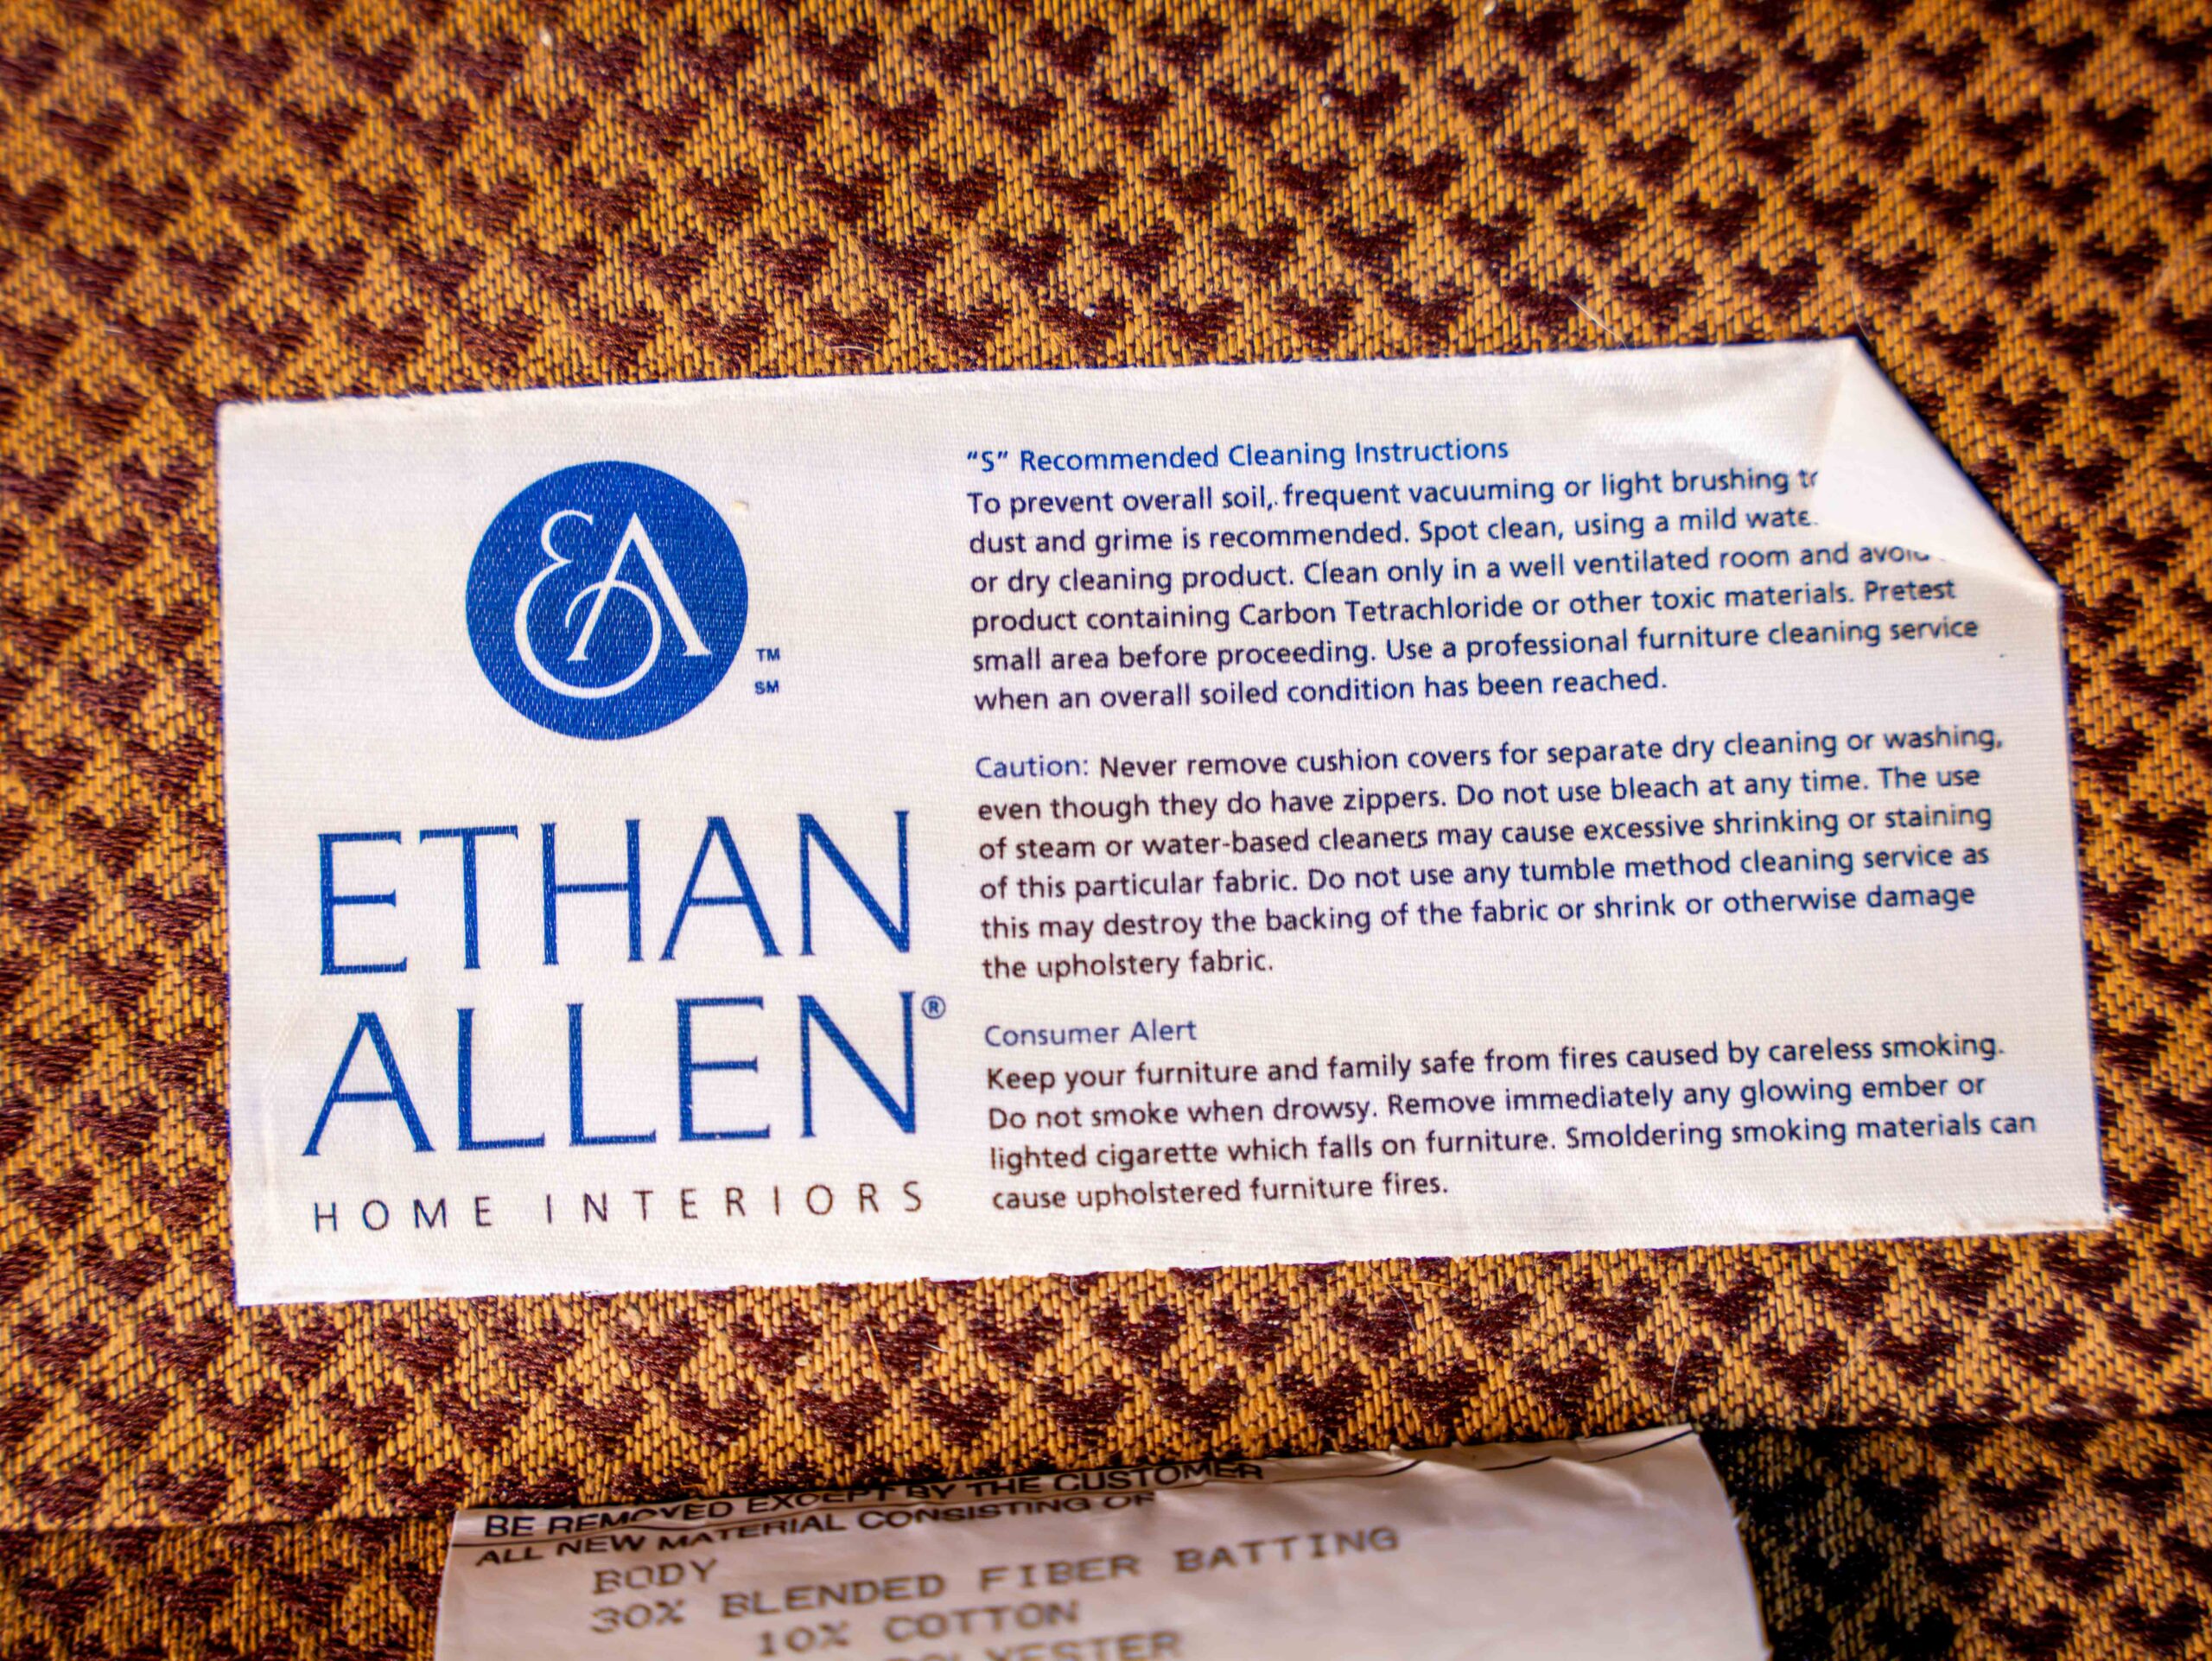 EA
TM
SM
ETHAN
ALLEN®
HOME INTERIORS
"S" Recommended Cleaning Instructions
To prevent overall soil, frequent vacuuming or light brushing
dust and grime is recommended. Spot clean, using a mild
or dry cleaning product. Clean only in a well ventilated room and avoid
product containing Carbon Tetrachloride or other toxic materials. Pretest
small area before proceeding. Use a professional furniture cleaning service
when an overall soiled condition has been reached.
Caution: Never remove cushion covers for separate dry cleaning or washing,
even though they do have zippers. Do not use bleach at any time. The use
of steam or water-based cleaners may cause excessive shrinking or staining
of this particular fabric. Do not use any tumble method cleaning service as
this may destroy the backing of the fabric or shrink or otherwise damage
the upholstery fabric.
Consumer Alert
Keep your furniture and family safe from fires caused by careless smoking.
Do not smoke when drowsy. Remove immediately any glowing ember or
lighted cigarette which falls on furniture. Smoldering smoking materials can
cause upholstered furniture fires.
BE REMOVED EXCEPT BY THE CUSTOMER
ALL NEW MATERIAL CONSISTING OF
BODY
30% BLENDED FIBER BATTING
10% COTTON